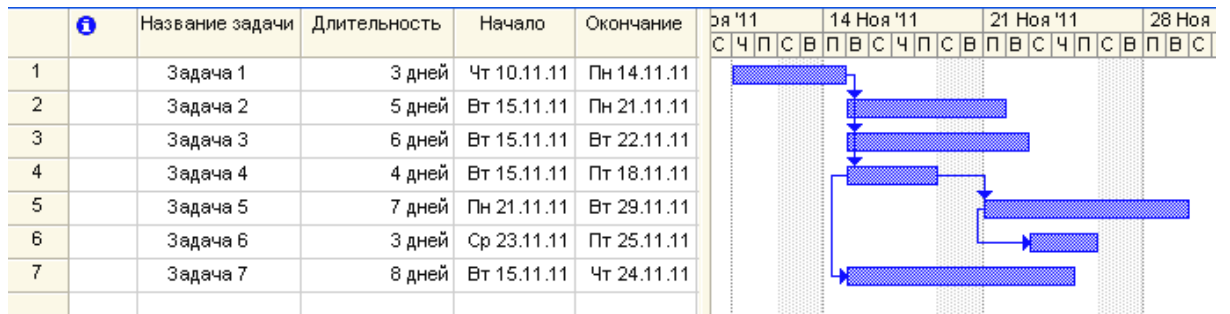 Название задачи Длительность Начало Окончание оя '11 14 Ноя '11 21 Ноя '11 28 Ноя
С Ч П С В П В С Ч П С В П В С Ч П С В П В С
1 Задача 1 3 дней Чт 10.11.11 Пн 14.11.11
2 Задача 2 5 дней Вт 15.11.11 Пн 21.11.11
3 Задача 3 6 дней Вт 15.11.11 Вт 22.11.11
4 Задача 4 4 дней Вт 15.11.11 Пт 18.11.11
5 Задача 5 7 дней Пн 21.11.11 Вт 29.11.11
6 Задача 6 3 дней Ср 23.11.11 Пт 25.11.11
7 Задача 7 8 дней Вт 15.11.11 Чт 24.11.11